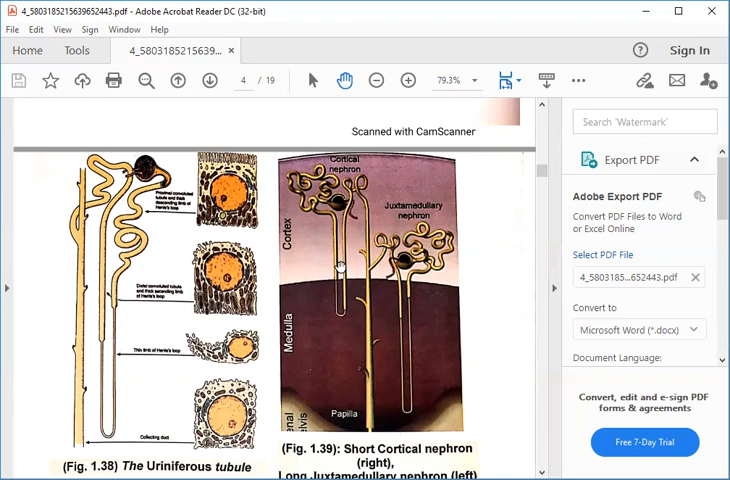 4_5803185215639652443.pdf - Adobe Acrobat Reader DC (32-bit)
File Edit View Sign Window Help
Home Tools 4_5803185215639... × Sign In
4 / 19 79.3%
Scanned with CamScanner
Proximal convoluted
tubule and thick
descending limb of
Henle's loop
Distal convoluted tubule
and thick ascending limb
of Henle's loop
Thin limb of Henle's loop
Collecting duct
(Fig. 1.38) The Uriniferous tubule
Cortical
nephron
Juxtamedullary
nephron
Cortex
Medulla
Papilla
(Fig. 1.39): Short Cortical nephron
(right),
Long Juxtamedullary nephron (left)
Search 'Watermark'
Export PDF
Adobe Export PDF
Convert PDF Files to Word
or Excel Online
Select PDF File
4_5803185...652443.pdf
Convert to
Microsoft Word (*.docx)
Document Language:
Convert, edit and e-sign PDF
forms & agreements
Free 7-Day Trial